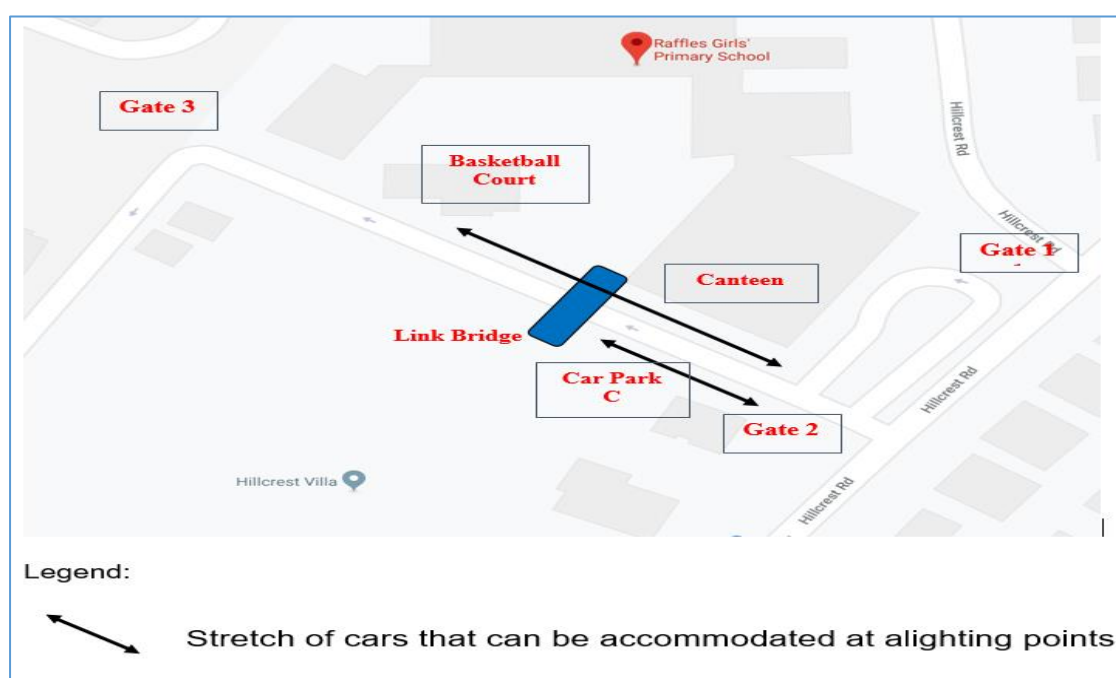 Raffles Girls'
Primary School
Gate 3
Hillcrest Rd
Basketball
Court
Hillcrest Rd
Gate 1
Canteen
Link Bridge
Car Park
C
Hillcrest Rd
Gate 2
Hillcrest Villa
Hillcrest Rd
Legend:
Stretch of cars that can be accommodated at alighting points